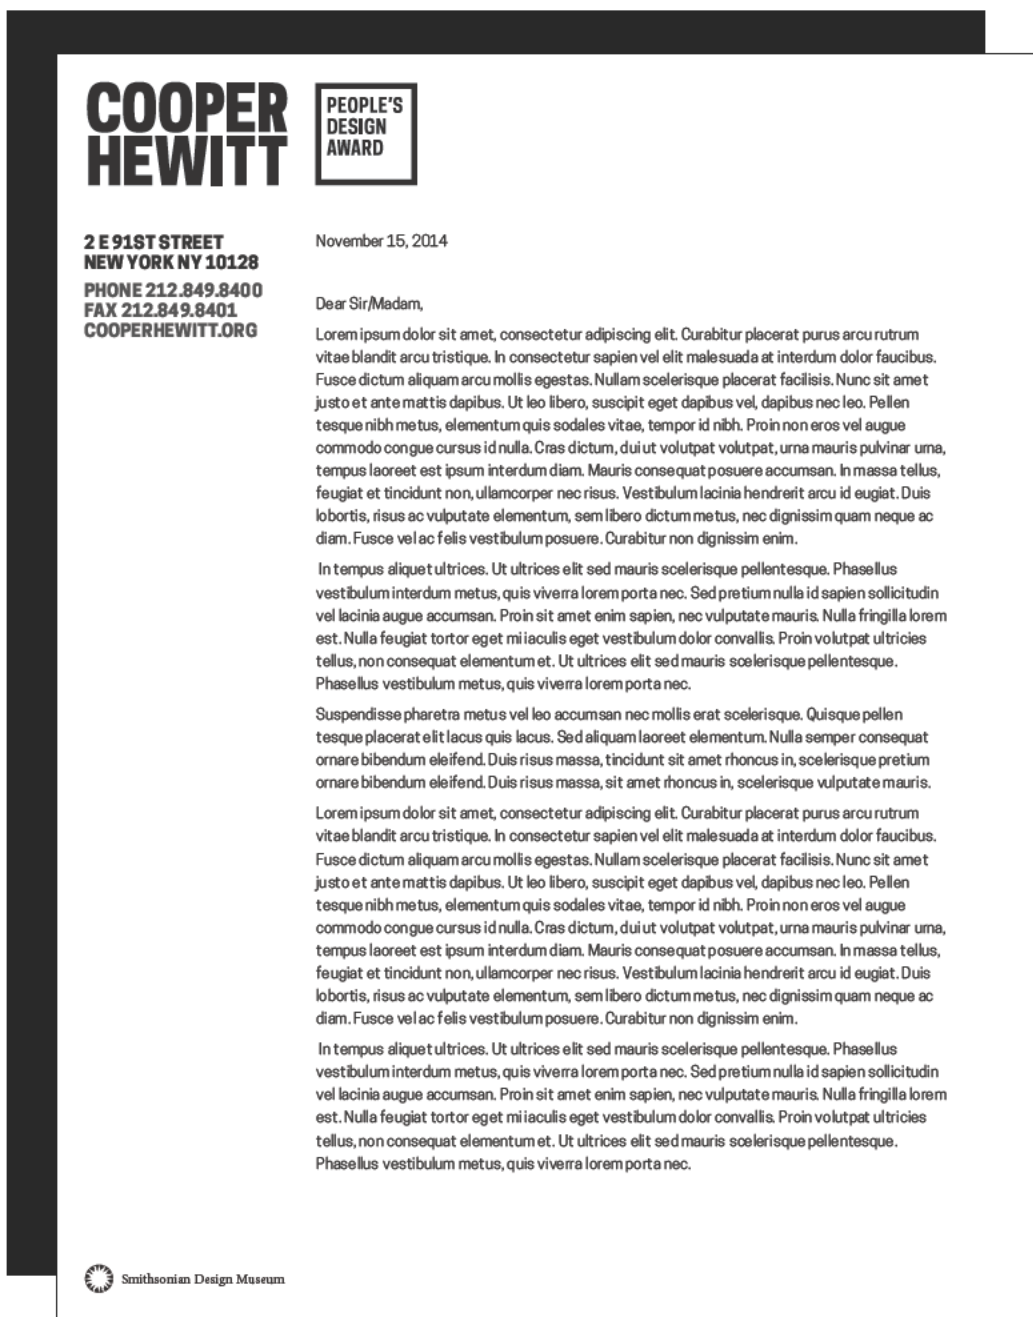 COOPER
HEWITT
PEOPLE'S
DESIGN
AWARD
2 E 91ST STREET
NEW YORK NY 10128
PHONE 212.849.8400
FAX 212.849.8401
COOPERHEWITT.ORG
November 15, 2014
Dear Sir/Madam,
Lorem ipsum dolor sit amet, consectetur adipiscing elit. Curabitur placerat purus arcu rutrum
vitae blandit arcu tristique. In consectetur sapien vel elit malesuada at interdum dolor faucibus.
Fusce dictum aliquam arcu mollis egestas. Nullam scelerisque placerat facilisis. Nunc sit amet
justo et ante mattis dapibus. Ut leo libero, suscipit eget dapibus vel, dapibus nec leo. Pellen
tesque nibh metus, elementum quis sodales vitae, tempor id nibh. Proin non eros vel augue
commodo congue cursus id nulla. Cras dictum, dui ut volutpat volutpat, urna mauris pulvinar urna,
tempus laoreet est ipsum interdum diam. Mauris consequat posuere accumsan. In massa tellus,
feugiat et tincidunt non, ullamcorper nec risus. Vestibulum lacinia hendrerit arcu id eugiat. Duis
lobortis, risus ac vulputate elementum, sem libero dictum metus, nec dignissim quam neque ac
diam. Fusce vel ac felis vestibulum posuere. Curabitur non dignissim enim.
In tempus aliquet ultrices. Ut ultrices elit sed mauris scelerisque pellentesque. Phasellus
vestibulum interdum metus, quis viverra lorem porta nec. Sed pretium nulla id sapien sollicitudin
vel lacinia augue accumsan. Proin sit amet enim sapien, nec vulputate mauris. Nulla fringilla lorem
est. Nulla feugiat tortor eget mi iaculis eget vestibulum dolor convallis. Proin volutpat ultricies
tellus, non consequat elementum et. Ut ultrices elit sed mauris scelerisque pellentesque.
Phasellus vestibulum metus, quis viverra lorem porta nec.
Suspendisse pharetra metus vel leo accumsan nec mollis erat scelerisque. Quisque pellen
tesque placerat elit lacus quis lacus. Sed aliquam laoreet elementum. Nulla semper consequat
ornare bibendum eleifend. Duis risus massa, tincidunt sit amet rhoncus in, scelerisque pretium
ornare bibendum eleifend. Duis risus massa, sit amet rhoncus in, scelerisque vulputate mauris.
Lorem ipsum dolor sit amet, consectetur adipiscing elit. Curabitur placerat purus arcu rutrum
vitae blandit arcu tristique. In consectetur sapien vel elit malesuada at interdum dolor faucibus.
Fusce dictum aliquam arcu mollis egestas. Nullam scelerisque placerat facilisis. Nunc sit amet
justo et ante mattis dapibus. Ut leo libero, suscipit eget dapibus vel, dapibus nec leo. Pellen
tesque nibh metus, elementum quis sodales vitae, tempor id nibh. Proin non eros vel augue
commodo congue cursus id nulla. Cras dictum, dui ut volutpat volutpat, urna mauris pulvinar urna,
tempus laoreet est ipsum interdum diam. Mauris consequat posuere accumsan. In massa tellus,
feugiat et tincidunt non, ullamcorper nec risus. Vestibulum lacinia hendrerit arcu id eugiat. Duis
lobortis, risus ac vulputate elementum, sem libero dictum metus, nec dignissim quam neque ac
diam. Fusce vel ac felis vestibulum posuere. Curabitur non dignissim enim.
In tempus aliquet ultrices. Ut ultrices elit sed mauris scelerisque pellentesque. Phasellus
vestibulum interdum metus, quis viverra lorem porta nec. Sed pretium nulla id sapien sollicitudin
vel lacinia augue accumsan. Proin sit amet enim sapien, nec vulputate mauris. Nulla fringilla lorem
est. Nulla feugiat tortor eget mi iaculis eget vestibulum dolor convallis. Proin volutpat ultricies
tellus, non consequat elementum et. Ut ultrices elit sed mauris scelerisque pellentesque.
Phasellus vestibulum metus, quis viverra lorem porta nec.
Smithsonian Design Museum